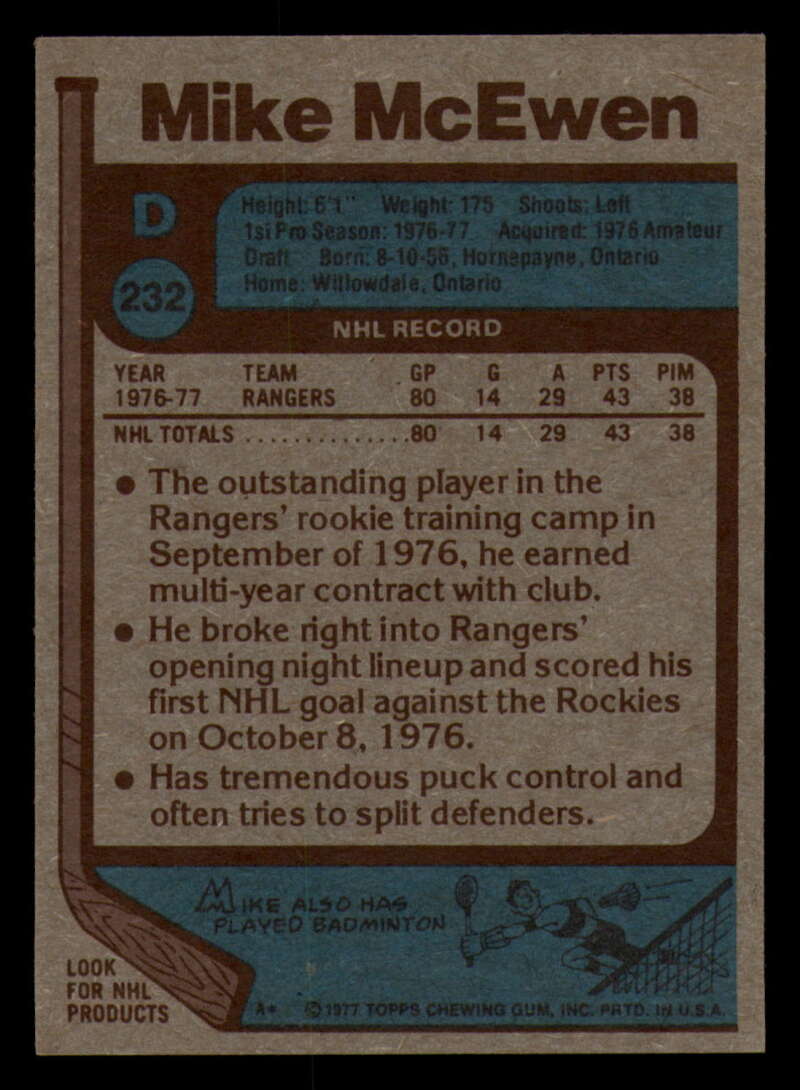 Mike McEwen
D
232
Height: 6'1" Weight: 175 Shoots: Left
1st Pro Season: 1976-77 Acquired: 1976 Amateur
Draft Born: 8-10-56, Hornepayne, Ontario
Home: Willowdale, Ontario
NHL RECORD
YEAR TEAM GP G A PTS PIM
1976-77 RANGERS 80 14 29 43 38
NHL TOTALS ...............80 14 29 43 38
● The outstanding player in the
Rangers' rookie training camp in
September of 1976, he earned
multi-year contract with club.
● He broke right into Rangers'
opening night lineup and scored his
first NHL goal against the Rockies
on October 8, 1976.
● Has tremendous puck control and
often tries to split defenders.
MIKE ALSO HAS
PLAYED BADMINTON
LOOK
FOR NHL
PRODUCTS
A* © 1977 TOPPS CHEWING GUM, INC. PRTD. IN U.S.A.